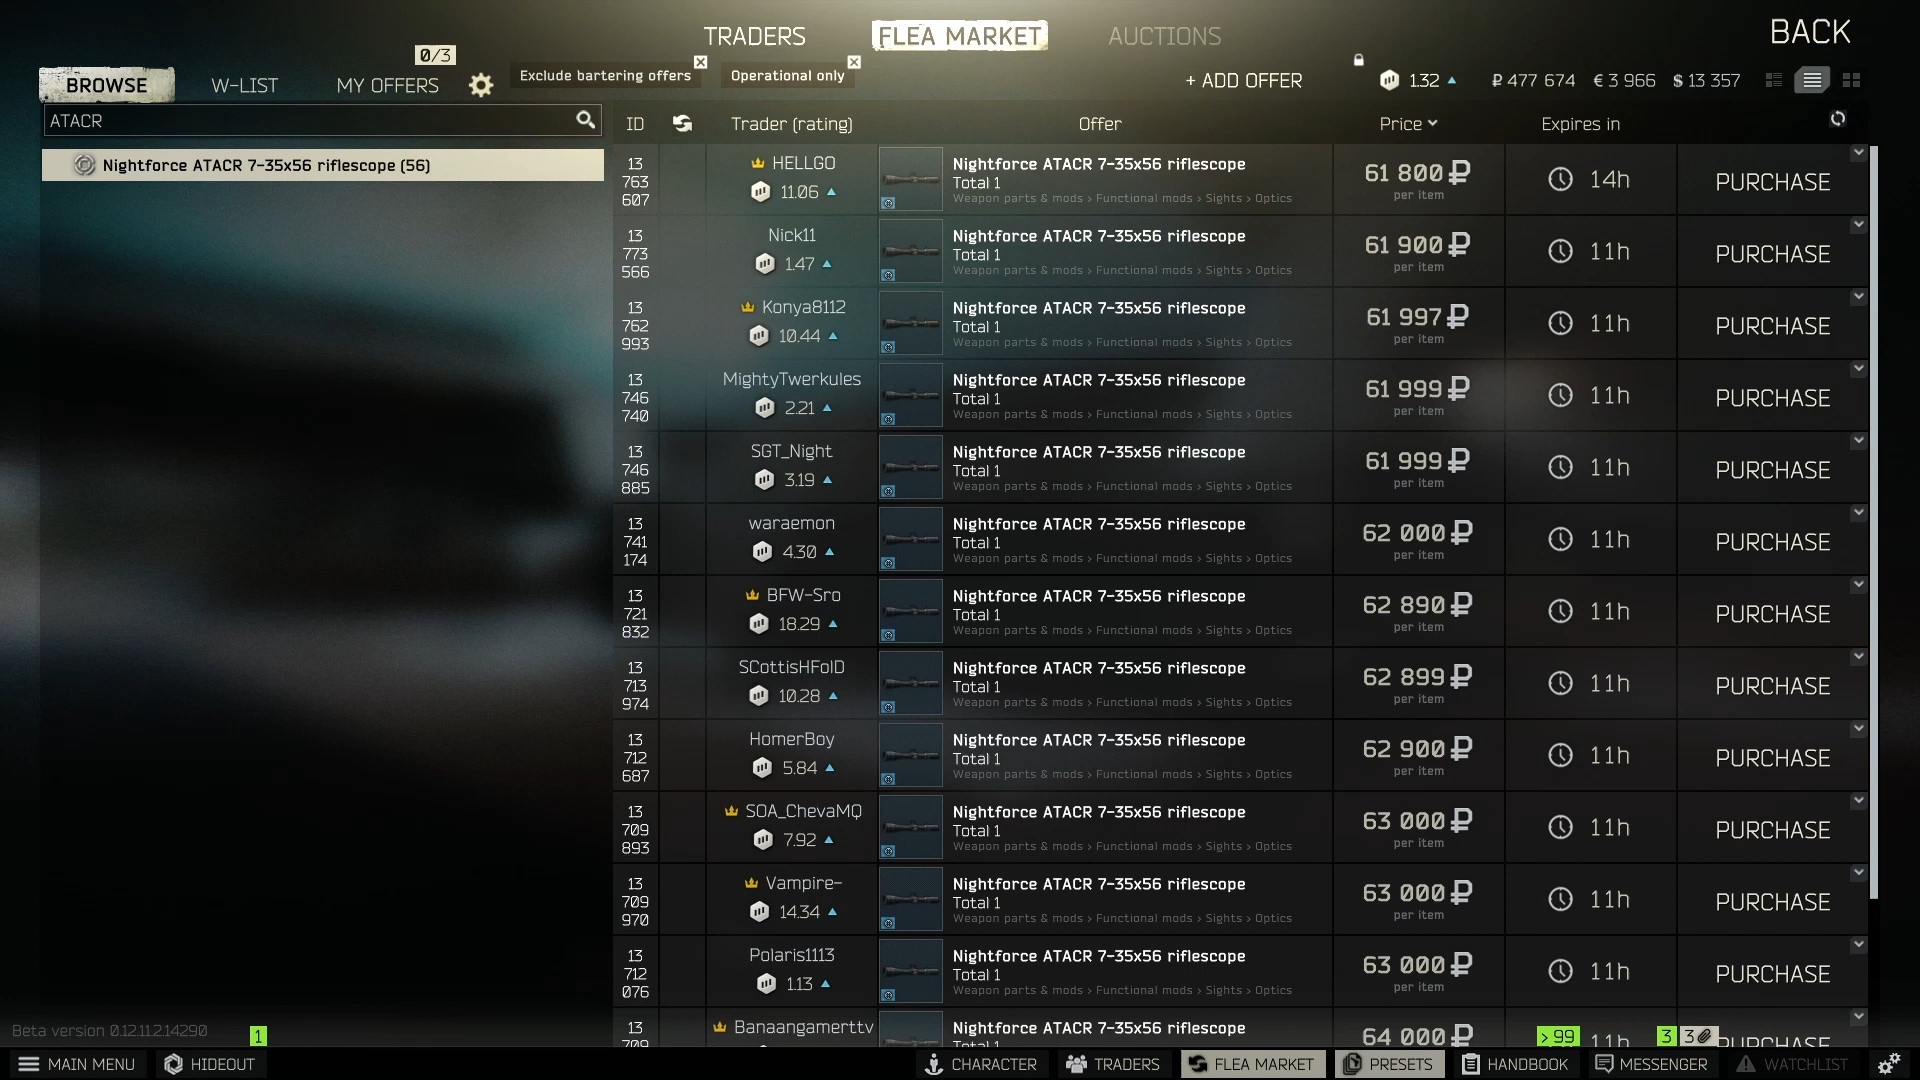 TRADERS
FLEA MARKET
AUCTIONS
BACK
0/3
BROWSE
W-LIST
MY OFFERS
Exclude bartering offers
Operational only
+ ADD OFFER
1.32
₽ 477 674 € 3 966 $ 13 357
ATACR
ID
Trader (rating)
Offer
Price
Expires in
Nightforce ATACR 7-35x56 riflescope (56)
13 763 607
HELLGO
11.06
Nightforce ATACR 7-35x56 riflescope
Total 1
Weapon parts & mods > Functional mods > Sights > Optics
61 800 ₽
per item
14h
PURCHASE
13 773 566
Nick11
1.47
Nightforce ATACR 7-35x56 riflescope
Total 1
Weapon parts & mods > Functional mods > Sights > Optics
61 900 ₽
per item
11h
PURCHASE
13 762 993
Konya8112
10.44
Nightforce ATACR 7-35x56 riflescope
Total 1
Weapon parts & mods > Functional mods > Sights > Optics
61 997 ₽
per item
11h
PURCHASE
13 746 740
MightyTwerkules
2.21
Nightforce ATACR 7-35x56 riflescope
Total 1
Weapon parts & mods > Functional mods > Sights > Optics
61 999 ₽
per item
11h
PURCHASE
13 746 885
SGT_Night
3.19
Nightforce ATACR 7-35x56 riflescope
Total 1
Weapon parts & mods > Functional mods > Sights > Optics
61 999 ₽
per item
11h
PURCHASE
13 741 174
waraemon
4.30
Nightforce ATACR 7-35x56 riflescope
Total 1
Weapon parts & mods > Functional mods > Sights > Optics
62 000 ₽
per item
11h
PURCHASE
13 721 832
BFW-Sro
18.29
Nightforce ATACR 7-35x56 riflescope
Total 1
Weapon parts & mods > Functional mods > Sights > Optics
62 890 ₽
per item
11h
PURCHASE
13 713 974
SCottisHFolD
10.28
Nightforce ATACR 7-35x56 riflescope
Total 1
Weapon parts & mods > Functional mods > Sights > Optics
62 899 ₽
per item
11h
PURCHASE
13 712 687
HomerBoy
5.84
Nightforce ATACR 7-35x56 riflescope
Total 1
Weapon parts & mods > Functional mods > Sights > Optics
62 900 ₽
per item
11h
PURCHASE
13 709 893
SOA_ChevaMQ
7.92
Nightforce ATACR 7-35x56 riflescope
Total 1
Weapon parts & mods > Functional mods > Sights > Optics
63 000 ₽
per item
11h
PURCHASE
13 709 970
Vampire-
14.34
Nightforce ATACR 7-35x56 riflescope
Total 1
Weapon parts & mods > Functional mods > Sights > Optics
63 000 ₽
per item
11h
PURCHASE
13 712 076
Polaris1113
1.13
Nightforce ATACR 7-35x56 riflescope
Total 1
Weapon parts & mods > Functional mods > Sights > Optics
63 000 ₽
per item
11h
PURCHASE
13 709
Banaangamerttv
Nightforce ATACR 7-35x56 riflescope
Total 1
64 000 ₽
11h
PURCHASE
Beta version 0.12.11.2.14290
1
> 99
3
3
MAIN MENU
HIDEOUT
CHARACTER
TRADERS
FLEA MARKET
PRESETS
HANDBOOK
MESSENGER
WATCHLIST